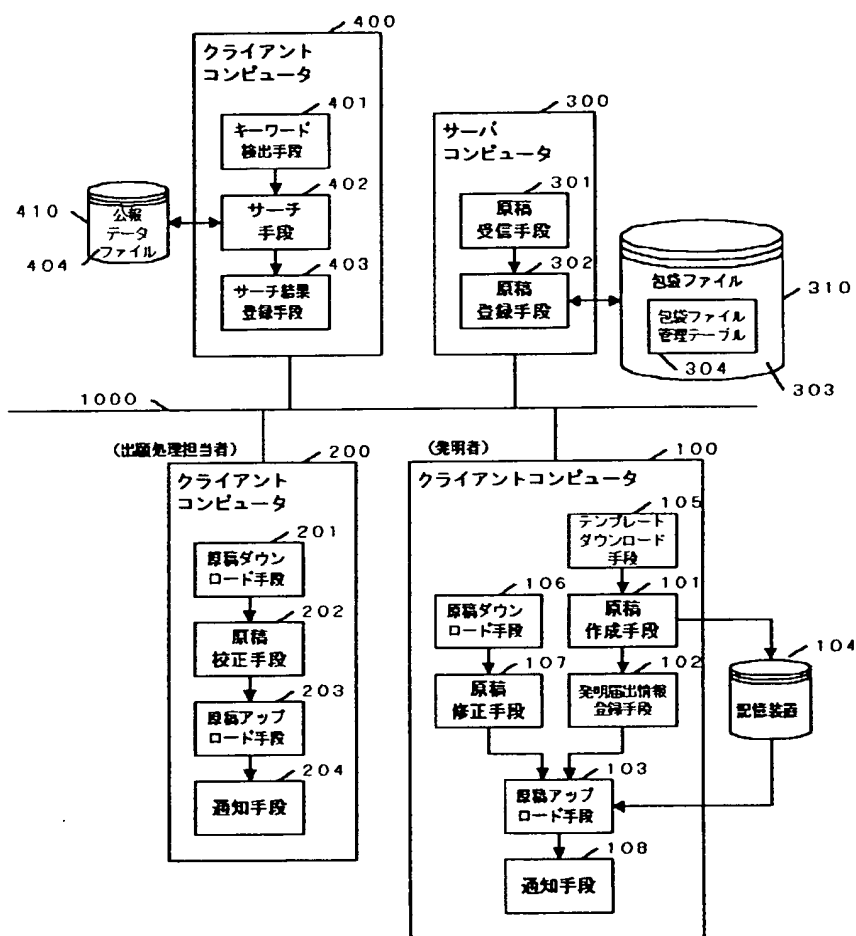 400
クライアント
コンピュータ
401
キーワード
検出手段
402
サーチ
手段
403
サーチ結果
登録手段
410
公報
データ
ファイル
404
300
サーバ
コンピュータ
301
原稿
受信手段
302
原稿
登録手段
包袋ファイル
包袋ファイル
管理テーブル
304
310
303
1000
(出願処理担当者)
200
クライアント
コンピュータ
201
原稿ダウン
ロード手段
202
原稿
校正手段
203
原稿アップ
ロード手段
204
通知手段
(発明者)
100
クライアントコンピュータ
105
テンプレート
ダウンロード
手段
106
原稿ダウン
ロード手段
101
原稿
作成手段
107
原稿
修正手段
102
発明届出情報
登録手段
104
記憶装置
103
原稿アップ
ロード手段
108
通知手段